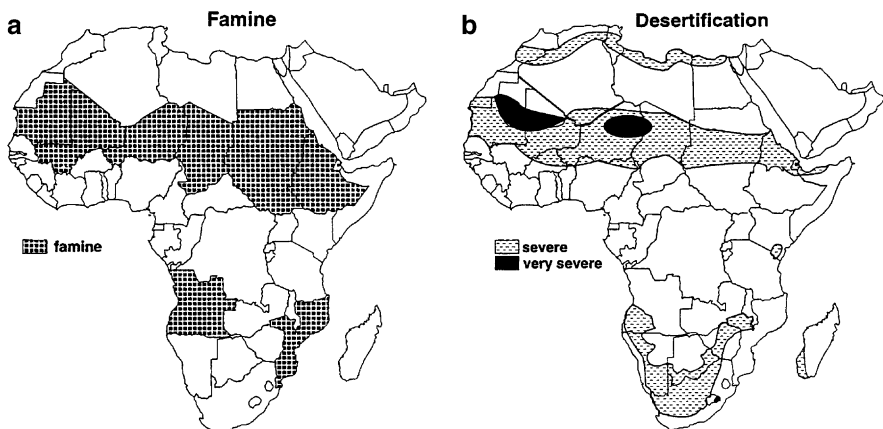 a
Famine
famine
b
Desertification
severe
very severe